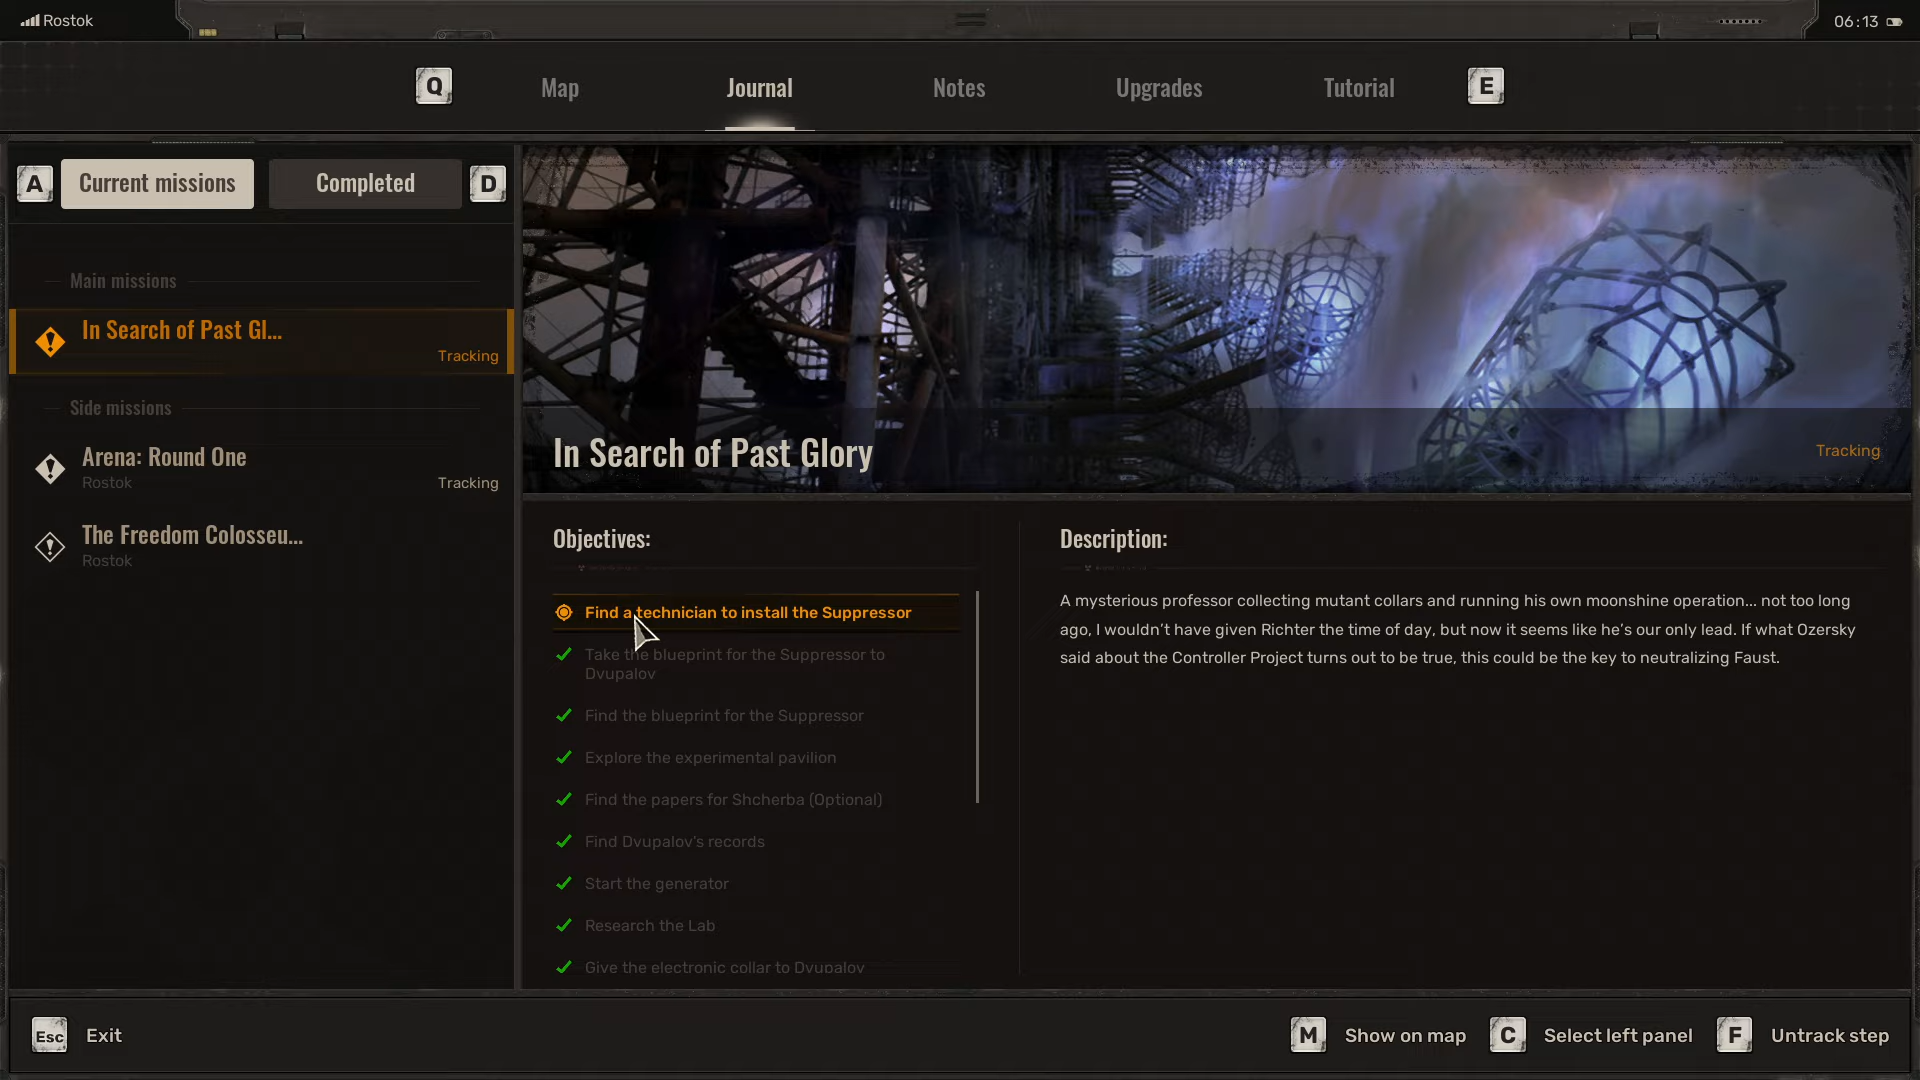 Rostok
06:13
Q
Map
Journal
Notes
Upgrades
Tutorial
E
A
Current missions
Completed
D
Main missions
In Search of Past Gl...
Tracking
Side missions
Arena: Round One
Rostok
Tracking
The Freedom Colosseu...
Rostok
In Search of Past Glory
Tracking
Objectives:
Find a technician to install the Suppressor
Take the blueprint for the Suppressor to
Dvupalov
Find the blueprint for the Suppressor
Explore the experimental pavilion
Find the papers for Shcherba (Optional)
Find Dvupalov's records
Start the generator
Research the Lab
Give the electronic collar to Dvupalov
Description:
A mysterious professor collecting mutant collars and running his own moonshine operation... not too long
ago, I wouldn't have given Richter the time of day, but now it seems like he's our only lead. If what Ozersky
said about the Controller Project turns out to be true, this could be the key to neutralizing Faust.
Esc
Exit
M
Show on map
C
Select left panel
F
Untrack step